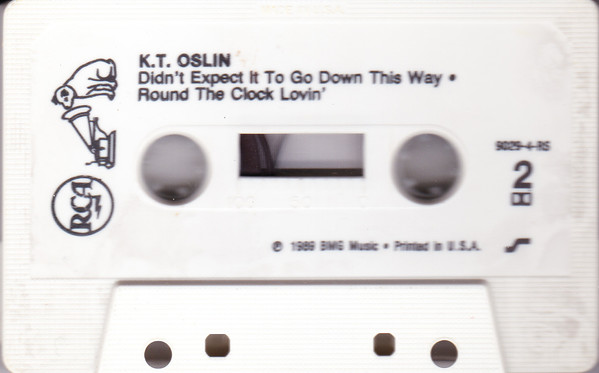 K.T. OSLIN
Didn't Expect It To Go Down This Way •
Round The Clock Lovin'
9029-4-RS
2
RCA
℗ 1989 BMG Music • Printed in U.S.A.